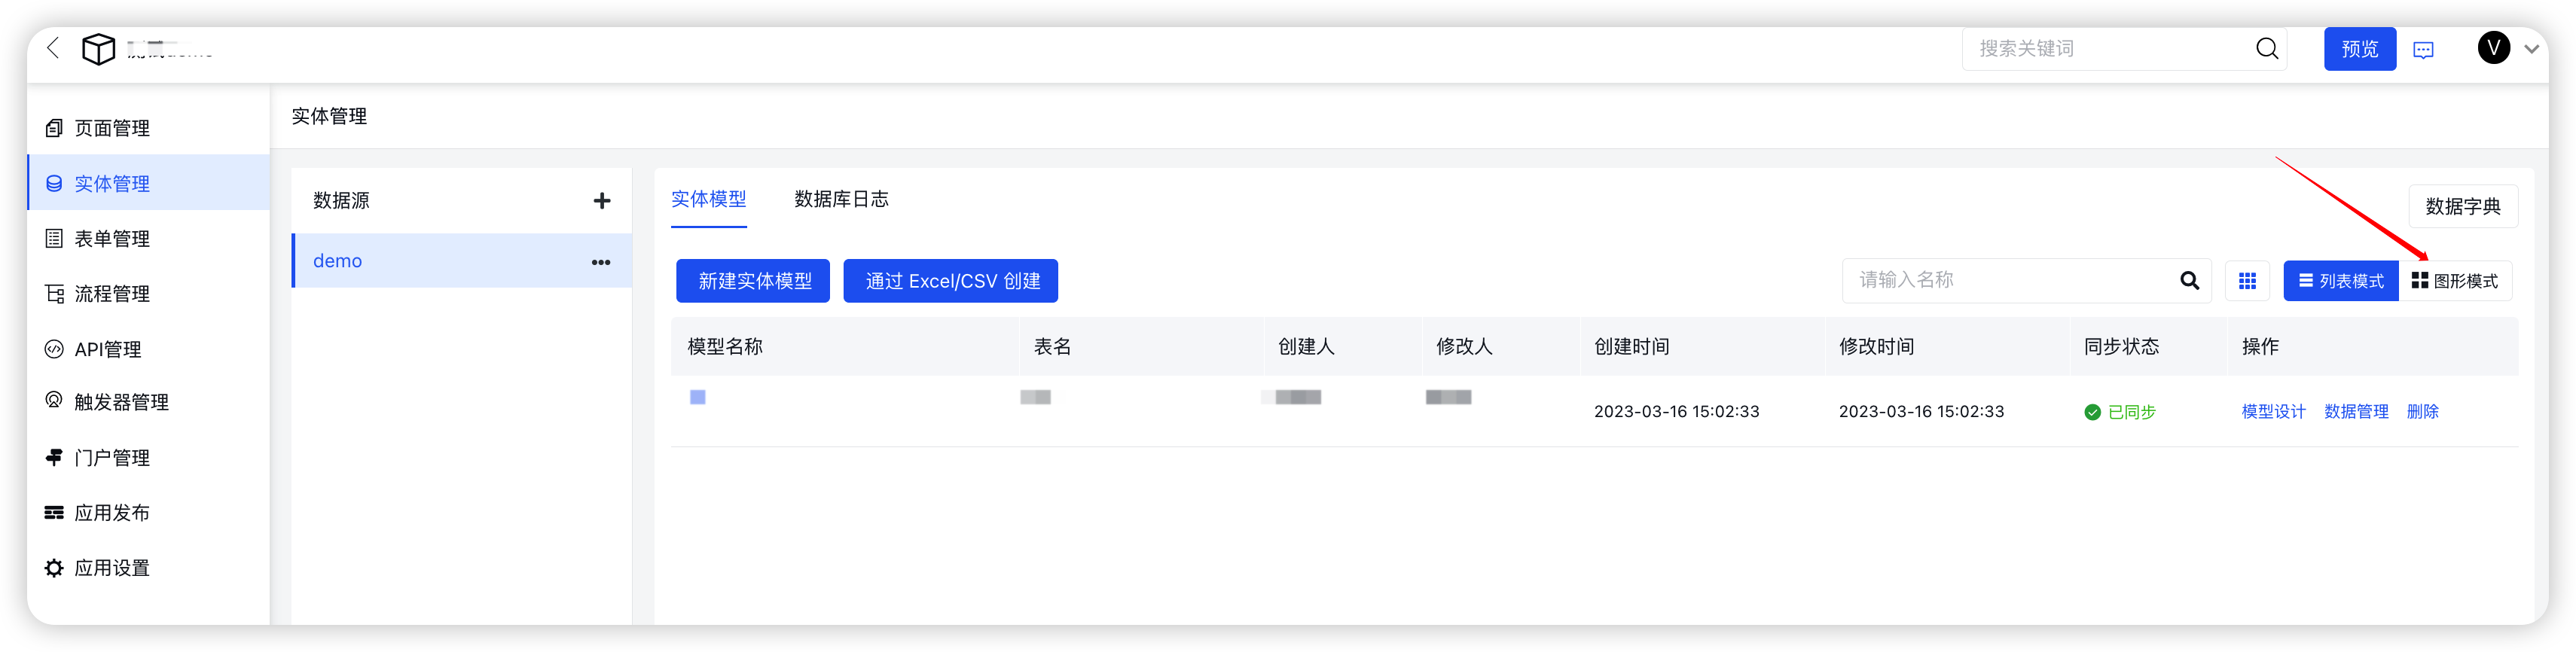 搜索关键词
预览
V
页面管理
实体管理
表单管理
流程管理
API管理
触发器管理
门户管理
应用发布
应用设置
实体管理
数据源
demo
实体模型 数据库日志
数据字典
新建实体模型 通过 Excel/CSV 创建
请输入名称
列表模式 图形模式
模型名称 表名 创建人 修改人 创建时间 修改时间 同步状态 操作
2023-03-16 15:02:33 2023-03-16 15:02:33 已同步 模型设计 数据管理 删除